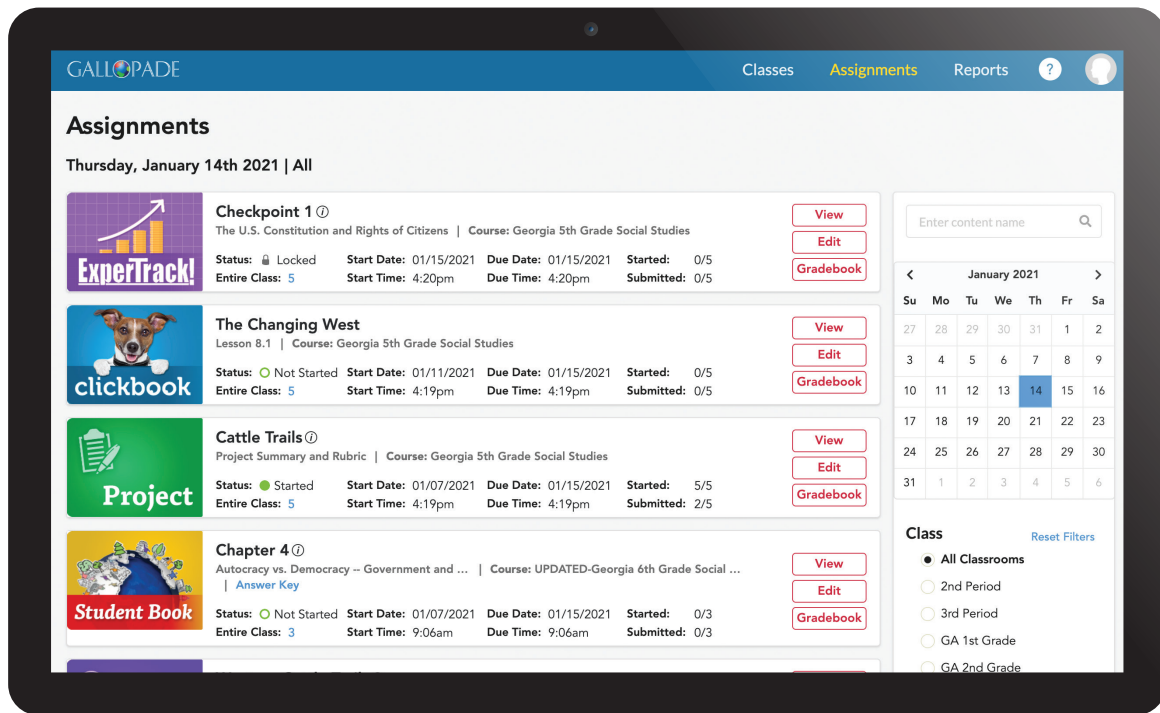 GALLOPADE
Classes Assignments Reports ?
Assignments
Thursday, January 14th 2021 | All
ExperTrack!
Checkpoint 1 i
The U.S. Constitution and Rights of Citizens | Course: Georgia 5th Grade Social Studies
Status: Locked Start Date: 01/15/2021 Due Date: 01/15/2021 Started: 0/5
Entire Class: 5 Start Time: 4:20pm Due Time: 4:20pm Submitted: 0/5
View
Edit
Gradebook
clickbook
The Changing West
Lesson 8.1 | Course: Georgia 5th Grade Social Studies
Status: Not Started Start Date: 01/11/2021 Due Date: 01/15/2021 Started: 0/5
Entire Class: 5 Start Time: 4:19pm Due Time: 4:19pm Submitted: 0/5
View
Edit
Gradebook
Project
Cattle Trails i
Project Summary and Rubric | Course: Georgia 5th Grade Social Studies
Status: Started Start Date: 01/07/2021 Due Date: 01/15/2021 Started: 5/5
Entire Class: 5 Start Time: 4:19pm Due Time: 4:19pm Submitted: 2/5
View
Edit
Gradebook
Student Book
Chapter 4 i
Autocracy vs. Democracy -- Government and ... | Course: UPDATED-Georgia 6th Grade Social ...
| Answer Key
Status: Not Started Start Date: 01/07/2021 Due Date: 01/15/2021 Started: 0/3
Entire Class: 3 Start Time: 9:06am Due Time: 9:06am Submitted: 0/3
View
Edit
Gradebook
Enter content name
< January 2021 >
Su Mo Tu We Th Fr Sa
27 28 29 30 31 1 2
3 4 5 6 7 8 9
10 11 12 13 14 15 16
17 18 19 20 21 22 23
24 25 26 27 28 29 30
31 1 2 3 4 5 6
Class Reset Filters
All Classrooms
2nd Period
3rd Period
GA 1st Grade
GA 2nd Grade